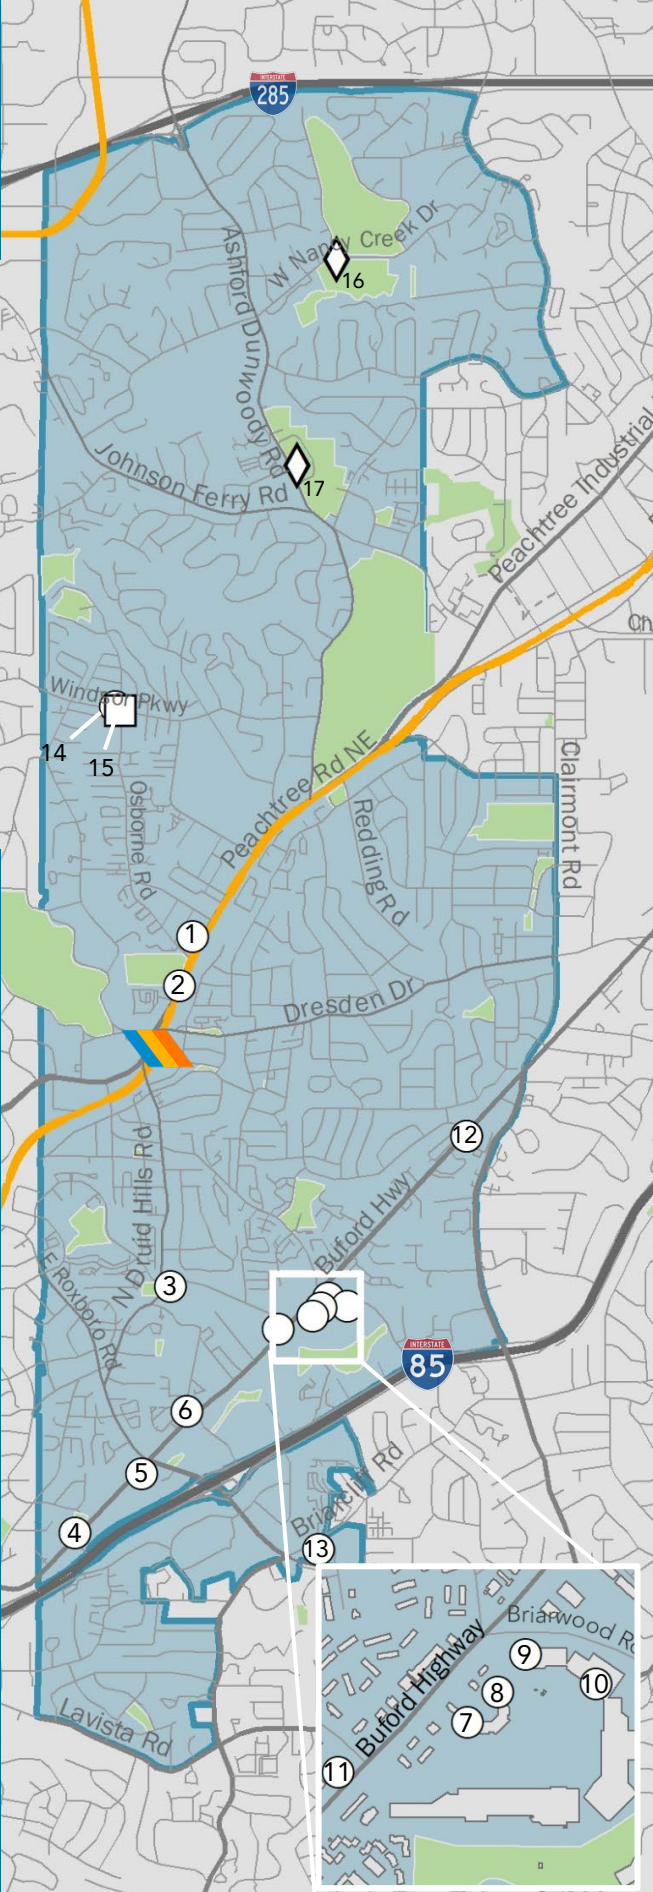 INTERSTATE
285
W Nancy Creek Dr
16
Ashford Dunwoody Rd
Peachtree Industrial
Johnson Ferry Rd
17
Ch
Windsor Pkwy
14
15
Peachtree Rd NE
Clairmont Rd
Osborne Rd
Redding Rd
1
2
Dresden Dr
12
N Druid Hills Rd
Buford Hwy
E Roxboro Rd
3
INTERSTATE
85
6
5
Briarcliff Rd
4
13
Briarwood Rd
Buford Highway
9
10
8
7
11
Lavista Rd